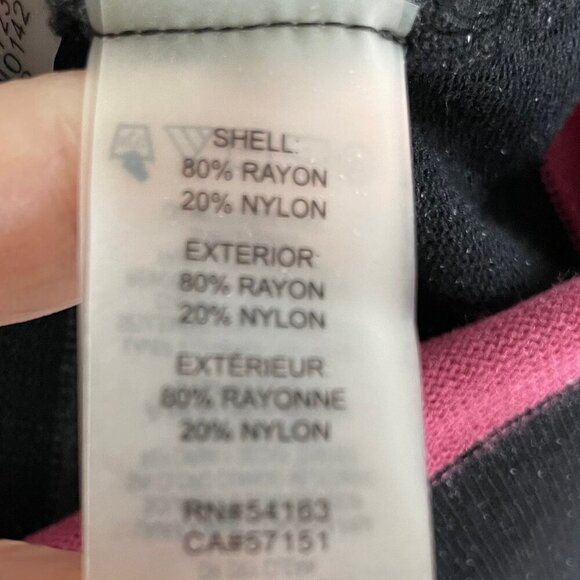 SHELL:
80% RAYON
20% NYLON
EXTERIOR:
80% RAYON
20% NYLON
EXTÉRIEUR:
80% RAYONNE
20% NYLON
RN#54163
CA#57151